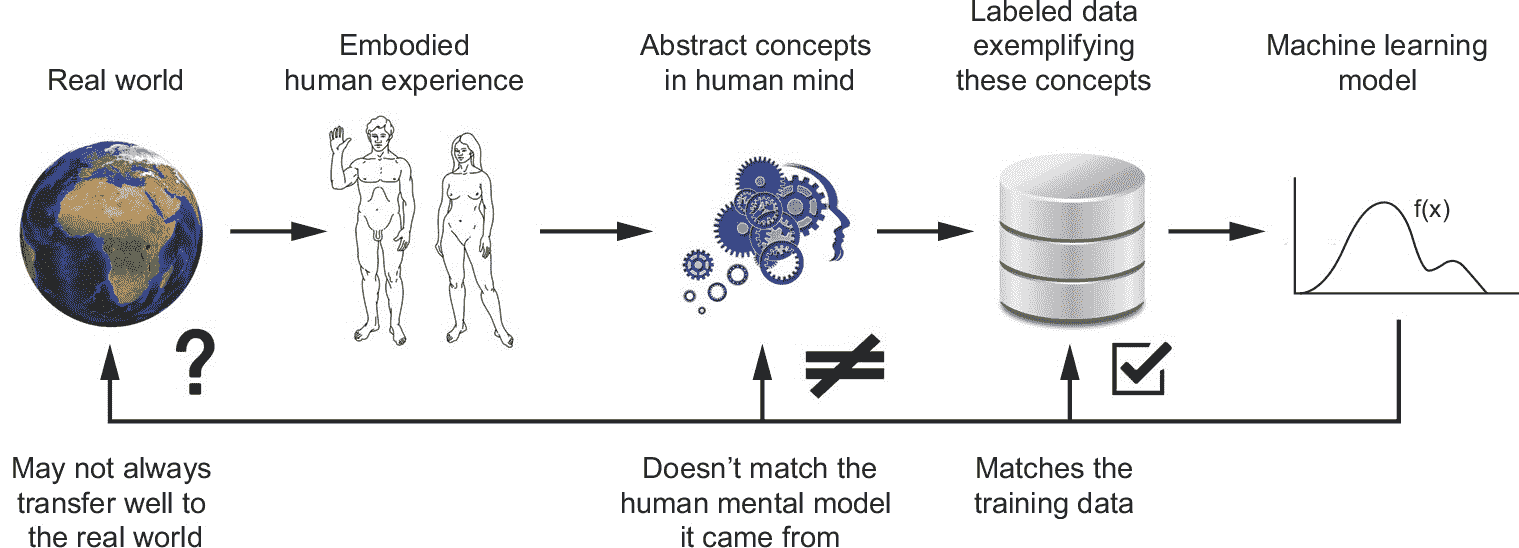 Real world
Embodied
human experience
Abstract concepts
in human mind
Labeled data
exemplifying
these concepts
Machine learning
model
f(x)
?
≠
May not always
transfer well to
the real world
Doesn’t match the
human mental model
it came from
Matches the
training data